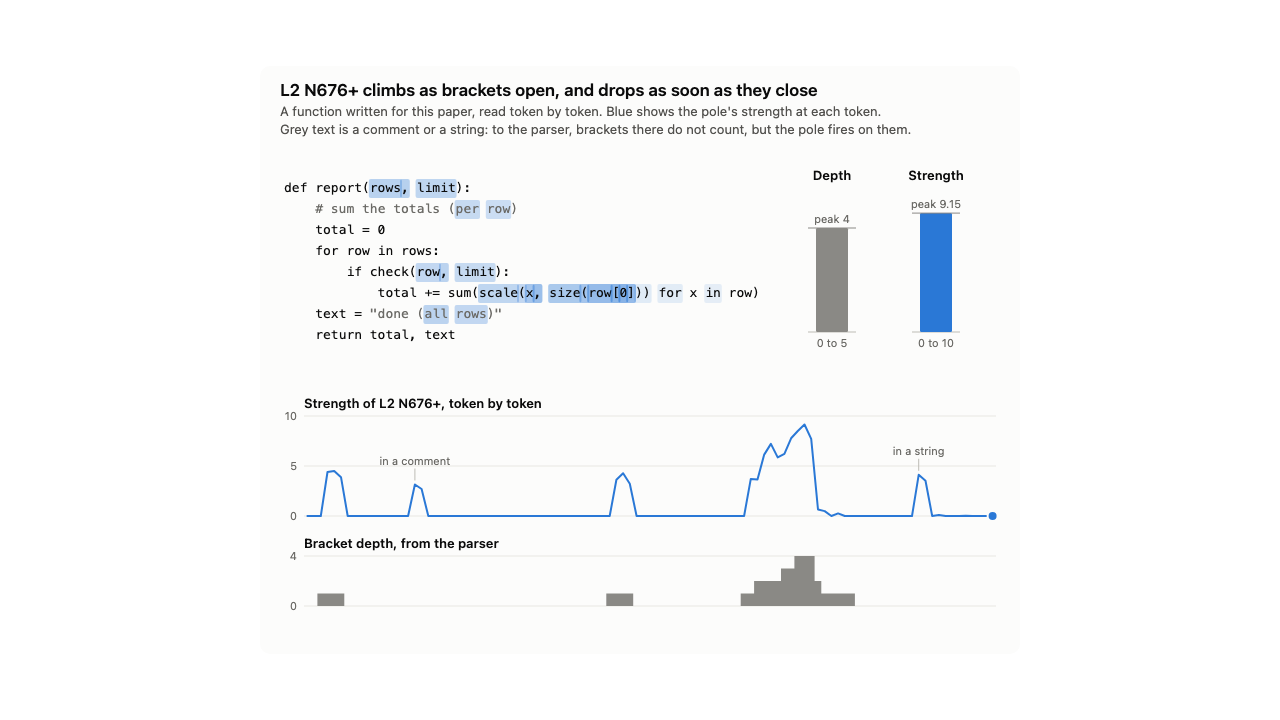 L2 N676+ climbs as brackets open, and drops as soon as they close
A function written for this paper, read token by token. Blue shows the pole's strength at each token.
Grey text is a comment or a string: to the parser, brackets there do not count, but the pole fires on them.
def report(rows, limit):
    # sum the totals (per row)
    total = 0
    for row in rows:
        if check(row, limit):
            total += sum(scale(x, size(row[0])) for x in row)
    text = "done (all rows)"
    return total, text
Depth
peak 4
0 to 5
Strength
peak 9.15
0 to 10
Strength of L2 N676+, token by token
10
5
0
in a comment
in a string
Bracket depth, from the parser
4
0